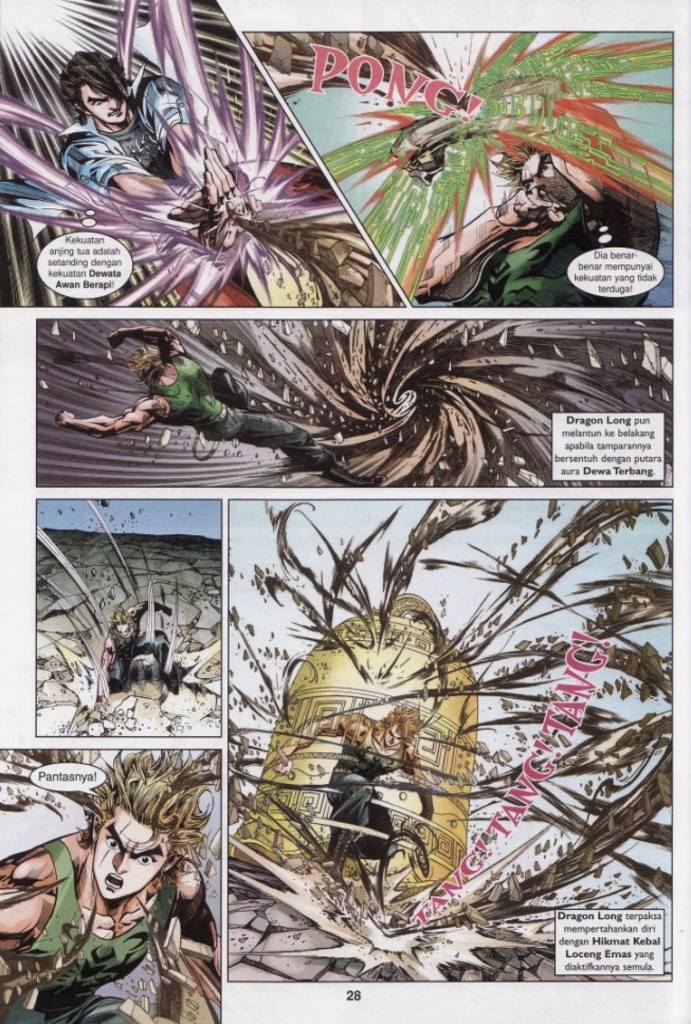 Kekuatan
anjing tua adalah
setanding dengan
kekuatan Dewata
Awan Berapi!
PONG!
Dia benar-
benar mempunyai
kekuatan yang tidak
terduga!
Dragon Long pun
melantun ke belakang
apabila tamparannya
bersentuh dengan putara
aura Dewa Terbang.
Pantasnya!
TANG! TANG! TANG! TANG!
Dragon Long terpaksa
mempertahankan diri
dengan Hikmat Kebal
Loceng Emas yang
diaktifkannya semula.
28